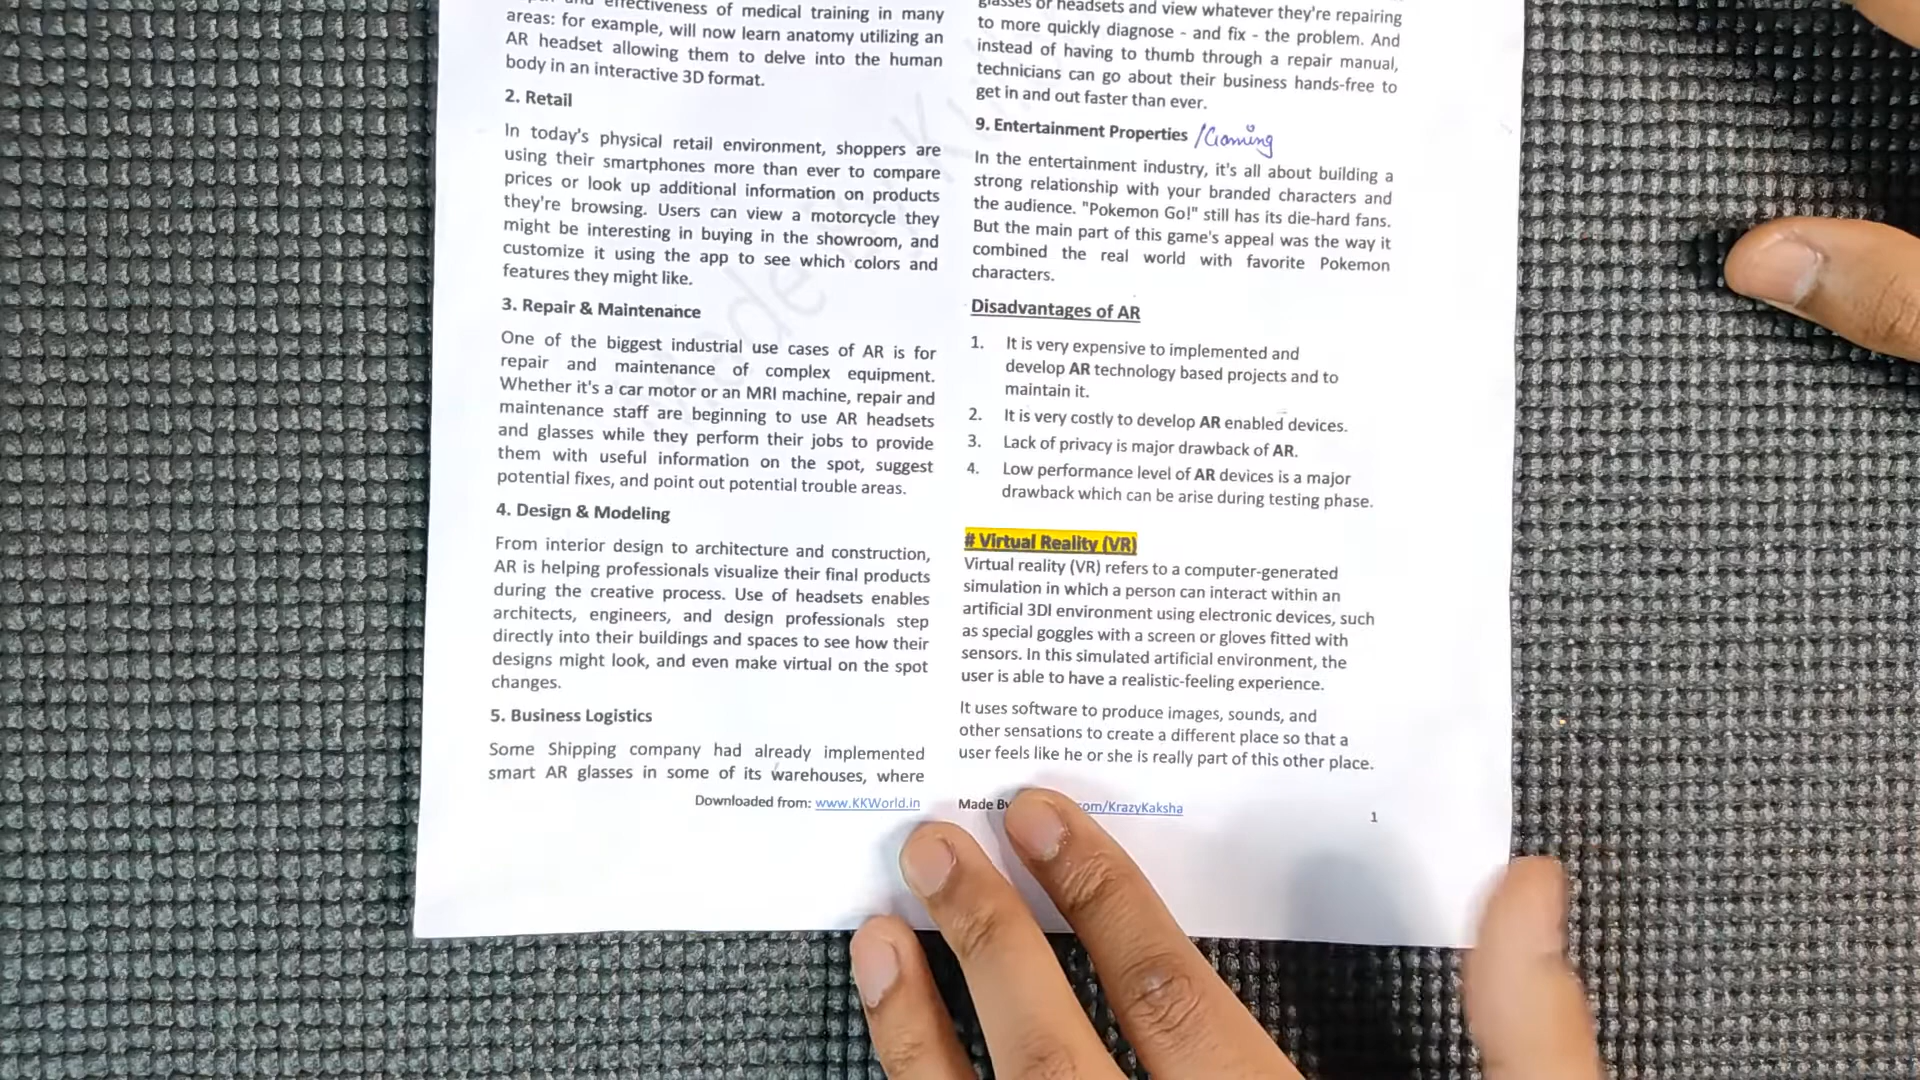 effectiveness of medical training in many
areas: for example, will now learn anatomy utilizing an
AR headset allowing them to delve into the human
body in an interactive 3D format.
2. Retail
In today's physical retail environment, shoppers are
using their smartphones more than ever to compare
prices or look up additional information on products
they're browsing. Users can view a motorcycle they
might be interesting in buying in the showroom, and
customize it using the app to see which colors and
features they might like.
3. Repair & Maintenance
One of the biggest industrial use cases of AR is for
repair and maintenance of complex equipment.
Whether it's a car motor or an MRI machine, repair and
maintenance staff are beginning to use AR headsets
and glasses while they perform their jobs to provide
them with useful information on the spot, suggest
potential fixes, and point out potential trouble areas.
4. Design & Modeling
From interior design to architecture and construction,
AR is helping professionals visualize their final products
during the creative process. Use of headsets enables
architects, engineers, and design professionals step
directly into their buildings and spaces to see how their
designs might look, and even make virtual on the spot
changes.
5. Business Logistics
Some Shipping company had already implemented
smart AR glasses in some of its warehouses, where
glasses or headsets and view whatever they're repairing
to more quickly diagnose - and fix - the problem. And
instead of having to thumb through a repair manual,
technicians can go about their business hands-free to
get in and out faster than ever.
9. Entertainment Properties /Gaming
In the entertainment industry, it's all about building a
strong relationship with your branded characters and
the audience. "Pokemon Go!" still has its die-hard fans.
But the main part of this game's appeal was the way it
combined the real world with favorite Pokemon
characters.
Disadvantages of AR
1. It is very expensive to implemented and
develop AR technology based projects and to
maintain it.
2. It is very costly to develop AR enabled devices.
3. Lack of privacy is major drawback of AR.
4. Low performance level of AR devices is a major
drawback which can be arise during testing phase.
# Virtual Reality (VR)
Virtual reality (VR) refers to a computer-generated
simulation in which a person can interact within an
artificial 3DI environment using electronic devices, such
as special goggles with a screen or gloves fitted with
sensors. In this simulated artificial environment, the
user is able to have a realistic-feeling experience.
It uses software to produce images, sounds, and
other sensations to create a different place so that a
user feels like he or she is really part of this other place.
Downloaded from: www.KKWorld.in Made By com/KrazyKaksha
1